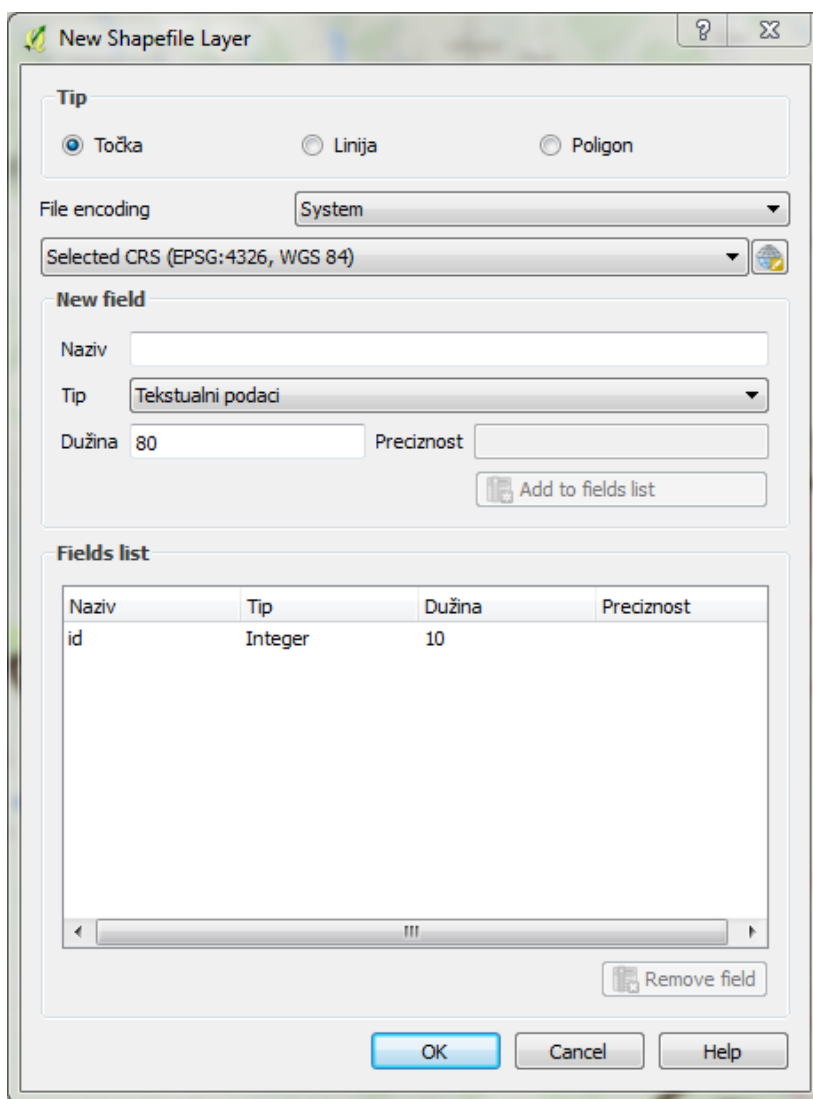 New Shapefile Layer
Tip
Točka Linija Poligon
File encoding System
Selected CRS (EPSG:4326, WGS 84)
New field
Naziv
Tip Tekstualni podaci
Dužina 80 Preciznost
Add to fields list
Fields list
Naziv Tip Dužina Preciznost
id Integer 10
Remove field
OK Cancel Help